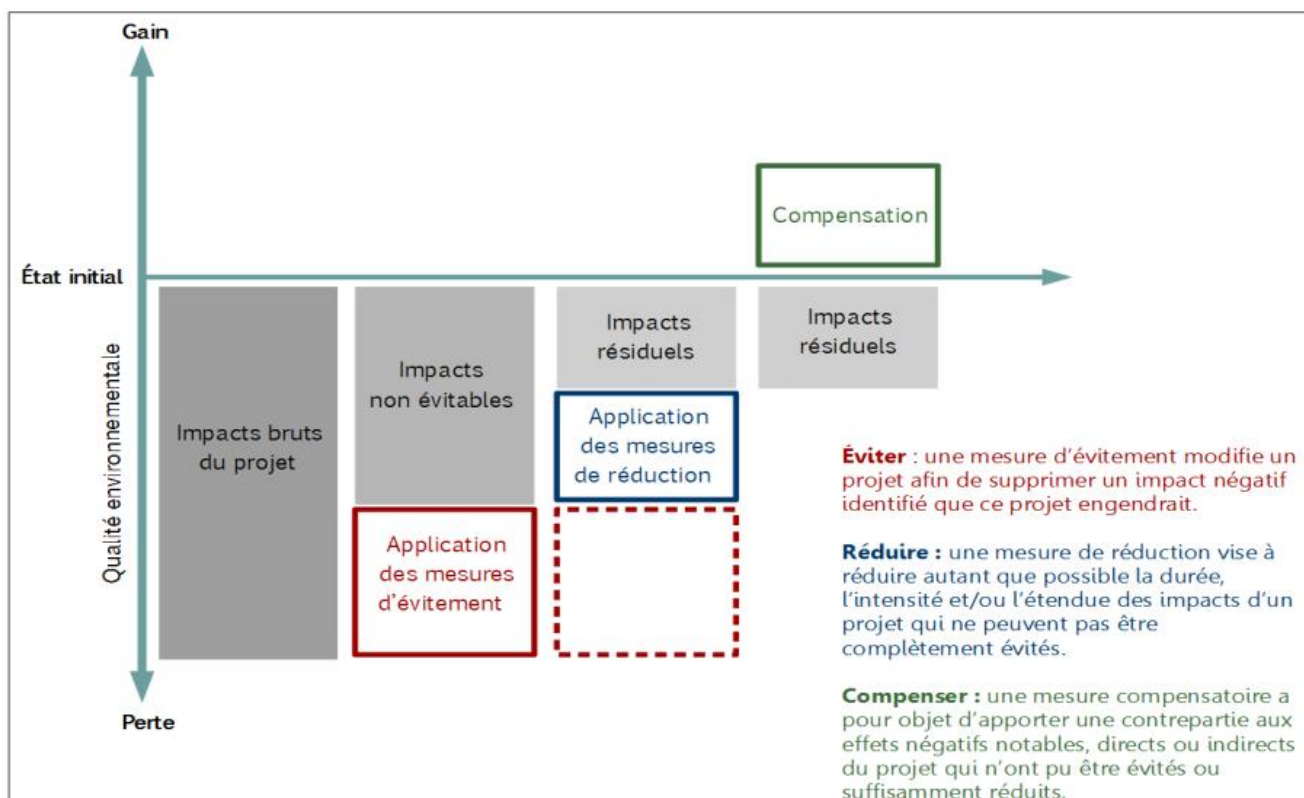 Gain
État initial
Qualité environnementale
Perte
Impacts bruts
du projet
Impacts
non évitables
Application
des mesures
d'évitement
Impacts
résiduels
Application
des mesures
de réduction
Compensation
Impacts
résiduels
Éviter : une mesure d'évitement modifie un
projet afin de supprimer un impact négatif
identifié que ce projet engendrait.
Réduire : une mesure de réduction vise à
réduire autant que possible la durée,
l'intensité et/ou l'étendue des impacts d'un
projet qui ne peuvent pas être
complètement évités.
Compenser : une mesure compensatoire a
pour objet d'apporter une contrepartie aux
effets négatifs notables, directs ou indirects
du projet qui n'ont pu être évités ou
suffisamment réduits.